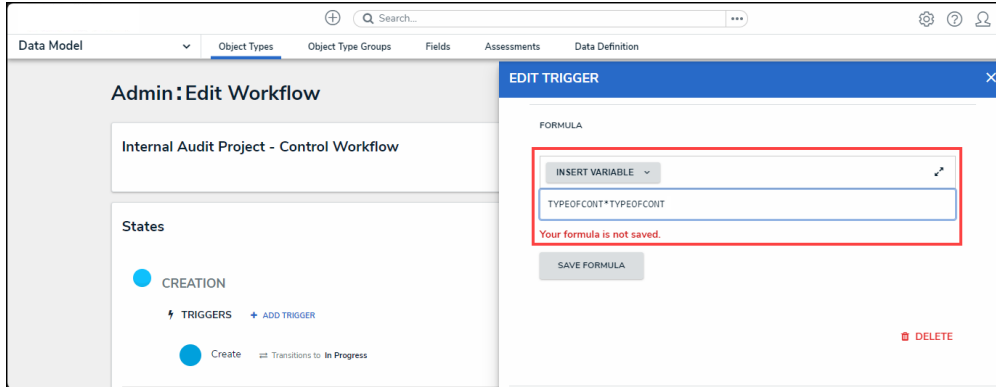 Search...
Data Model
Object Types
Object Type Groups
Fields
Assessments
Data Definition
Admin:Edit Workflow
Internal Audit Project - Control Workflow
States
CREATION
TRIGGERS + ADD TRIGGER
Create Transitions to In Progress
EDIT TRIGGER
FORMULA
INSERT VARIABLE
TYPEOFCONT*TYPEOFCONT
Your formula is not saved.
SAVE FORMULA
DELETE